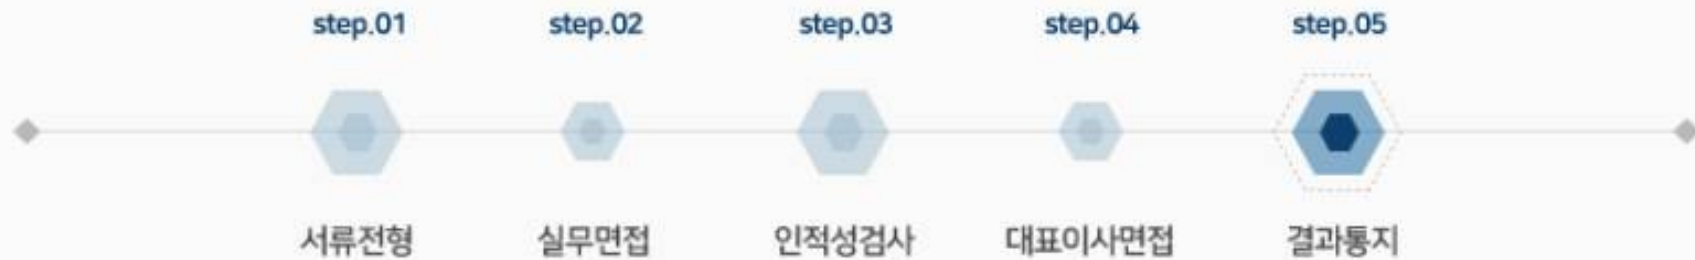 step.01
step.02
step.03
step.04
step.05
서류전형
실무면접
인적성검사
대표이사면접
결과통지